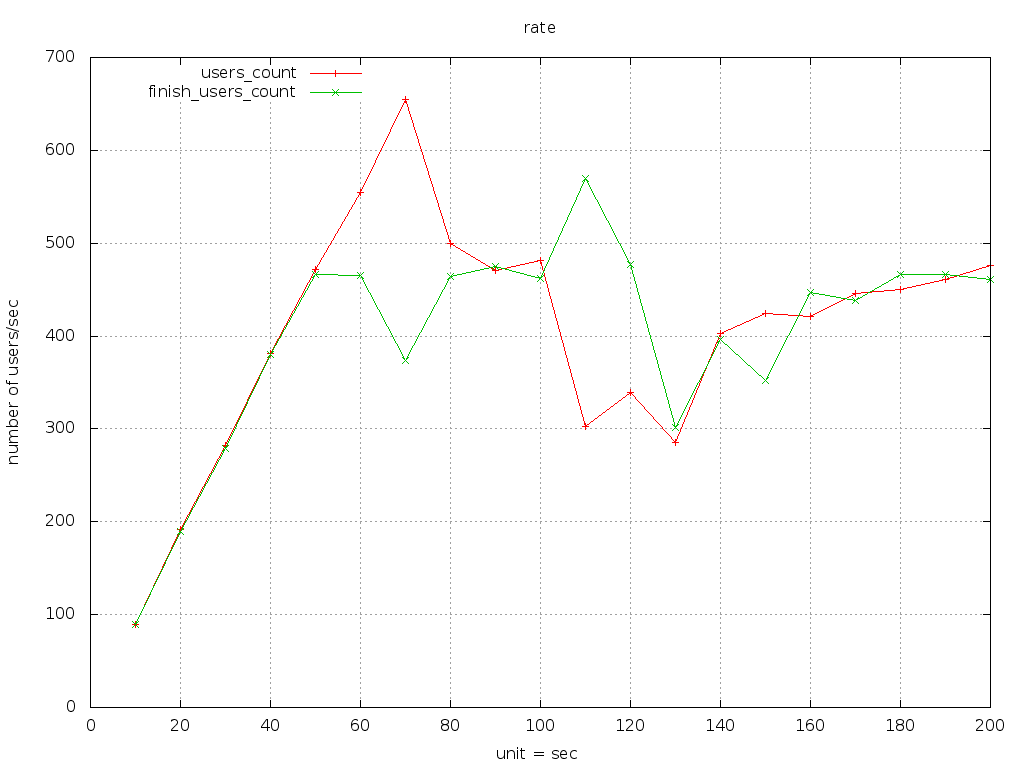 rate
users_count
finish_users_count
700
600
500
400
300
200
100
0
number of users/sec
0 20 40 60 80 100 120 140 160 180 200
unit = sec